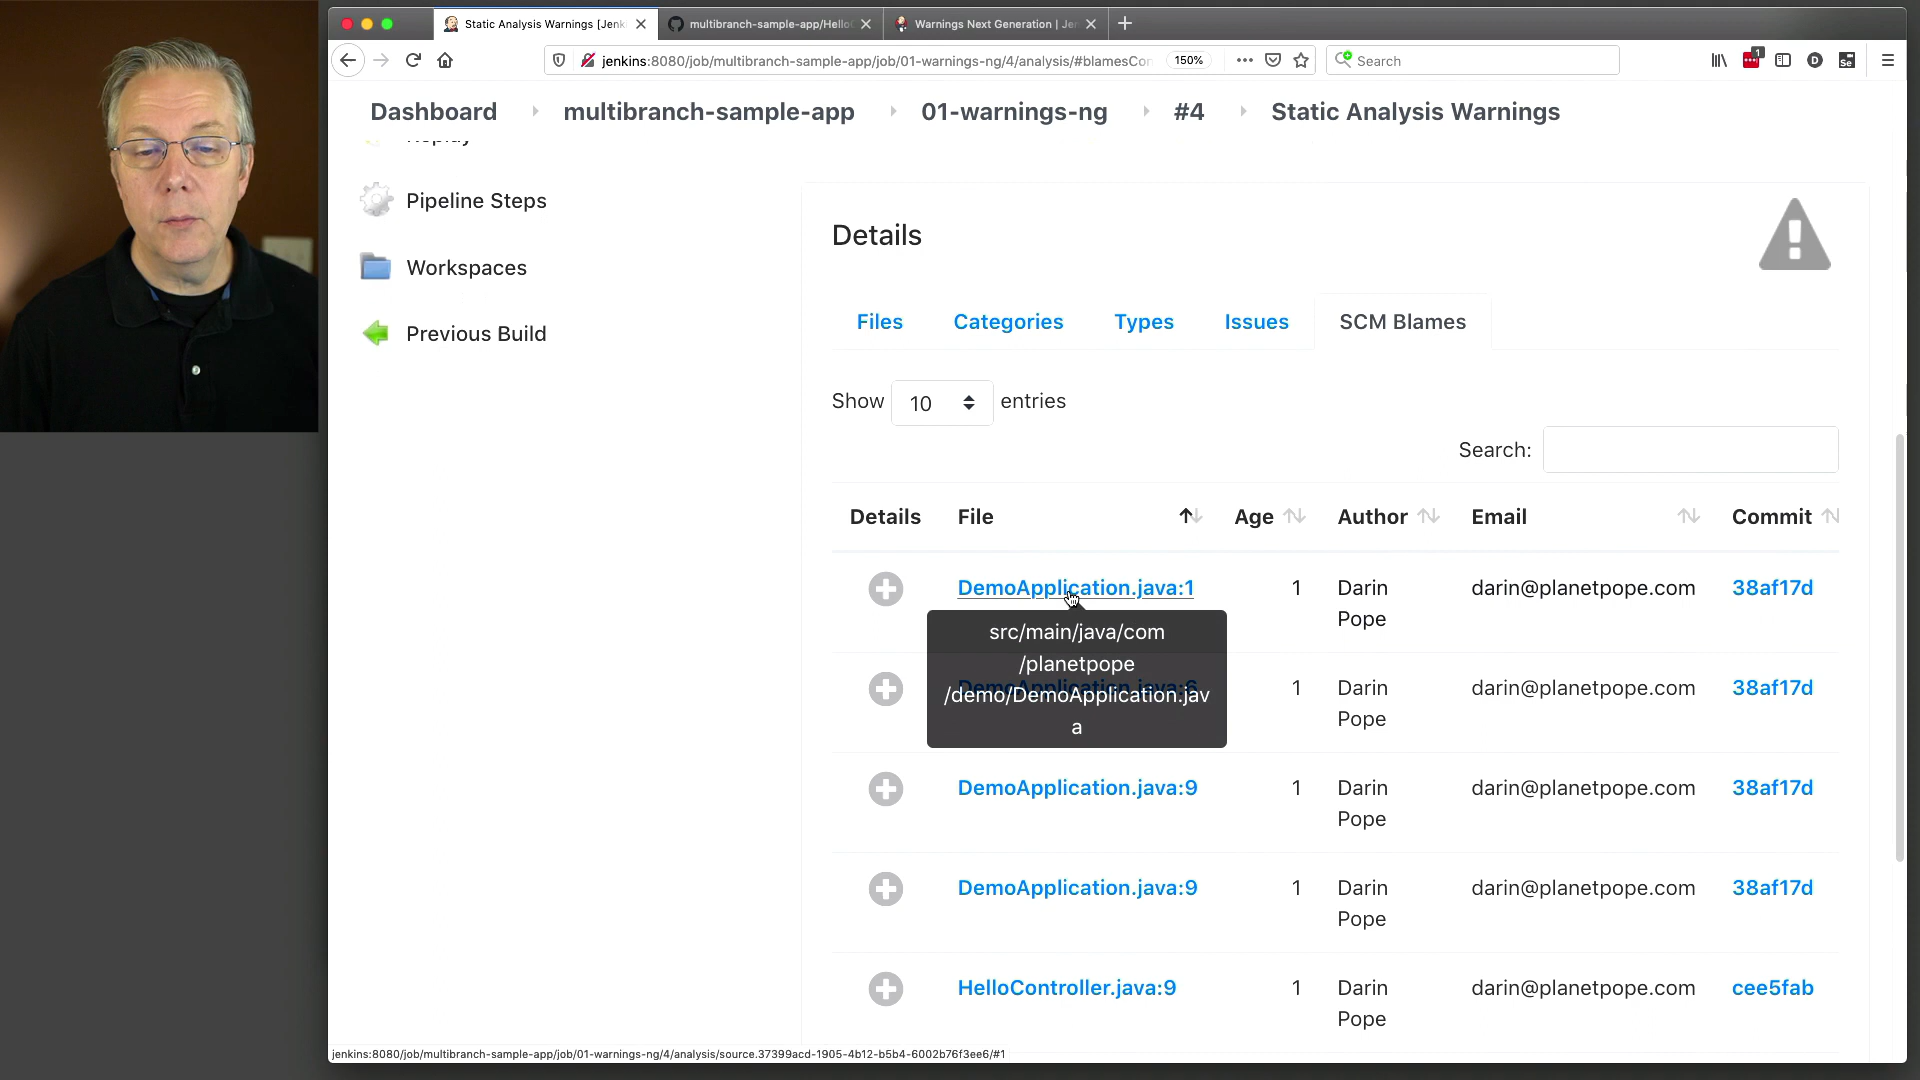 Static Analysis Warnings [Jenk
multibranch-sample-app/Hello
Warnings Next Generation | Je
jenkins:8080/job/multibranch-sample-app/job/01-warnings-ng/4/analysis/#blamesCon
150%
Search
1
Dashboard
multibranch-sample-app
01-warnings-ng
#4
Static Analysis Warnings
Replay
Pipeline Steps
Workspaces
Previous Build
Details
Files
Categories
Types
Issues
SCM Blames
Show 10 entries
Search:
Details File Age Author Email Commit
DemoApplication.java:1 1 Darin Pope darin@planetpope.com 38af17d
src/main/java/com
/planetpope
/demo/DemoApplication.jav
a
DemoApplication.java:6 1 Darin Pope darin@planetpope.com 38af17d
DemoApplication.java:9 1 Darin Pope darin@planetpope.com 38af17d
DemoApplication.java:9 1 Darin Pope darin@planetpope.com 38af17d
HelloController.java:9 1 Darin Pope darin@planetpope.com cee5fab
jenkins:8080/job/multibranch-sample-app/job/01-warnings-ng/4/analysis/source.37399acd-1905-4b12-b5b4-6002b76f3ee6/#1